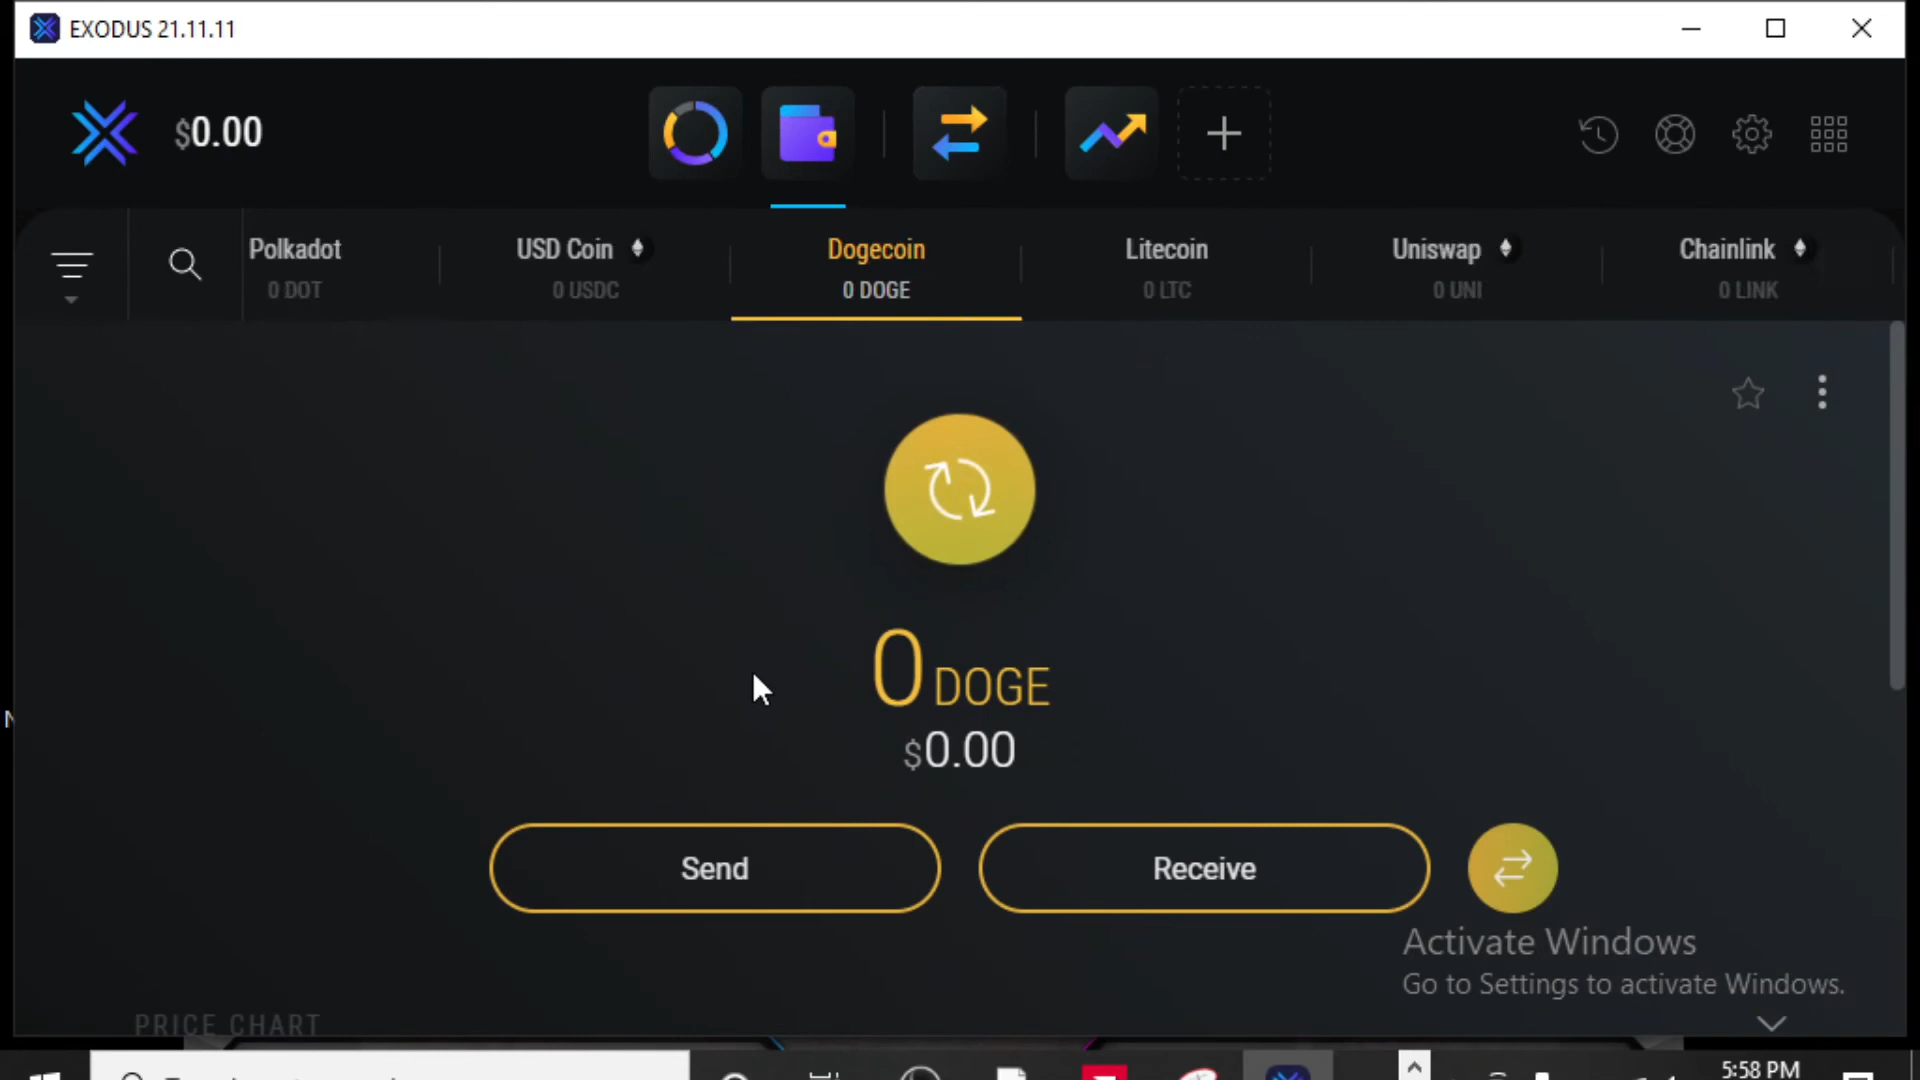 EXODUS 21.11.11
$0.00
Polkadot
0 DOT
USD Coin
0 USDC
Dogecoin
0 DOGE
Litecoin
0 LTC
Uniswap
0 UNI
Chainlink
0 LINK
0 DOGE
$0.00
Send
Receive
Activate Windows
Go to Settings to activate Windows.
PRICE CHART
N
5:58 PM